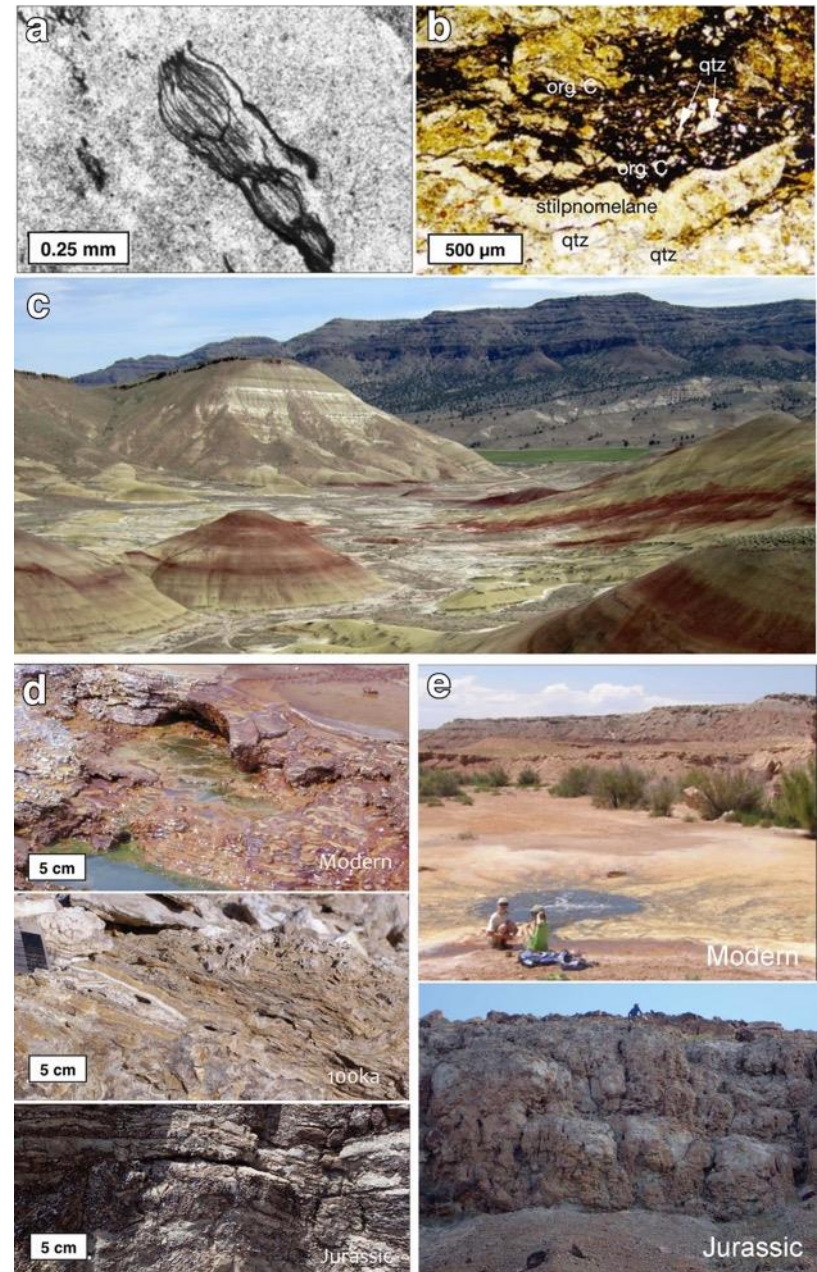 a
0.25 mm
b
qtz
org C
org C
stilpnomelane
qtz
qtz
500 µm
c
d
5 cm
Modern
5 cm
100ka
5 cm
Jurassic
e
Modern
Jurassic